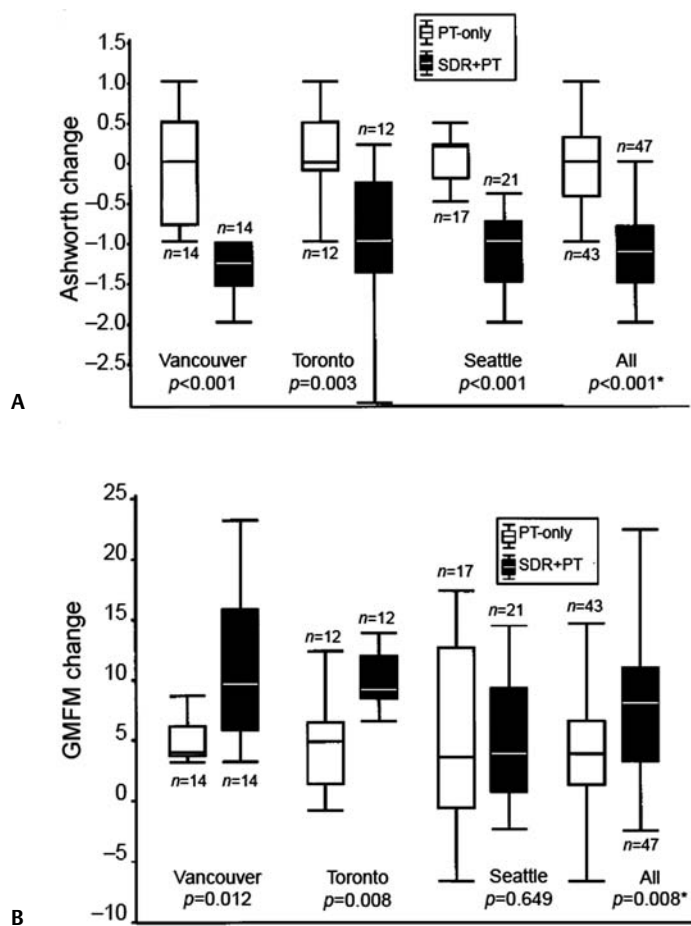 PT-only
SDR+PT
1.0
0.5
0
–0.5
–1.0
–1.5
–2.0
–2.5
Ashworth change
n=14
n=14
n=12
n=12
n=17
n=21
n=43
n=47
Vancouver
p<0.001
Toronto
p=0.003
Seattle
p<0.001
All
p<0.001*
A
25
20
15
10
5
0
–5
–10
GMFM change
PT-only
SDR+PT
n=14
n=14
n=12
n=12
n=17
n=21
n=43
n=47
Vancouver
p=0.012
Toronto
p=0.008
Seattle
p=0.649
All
p=0.008*
B